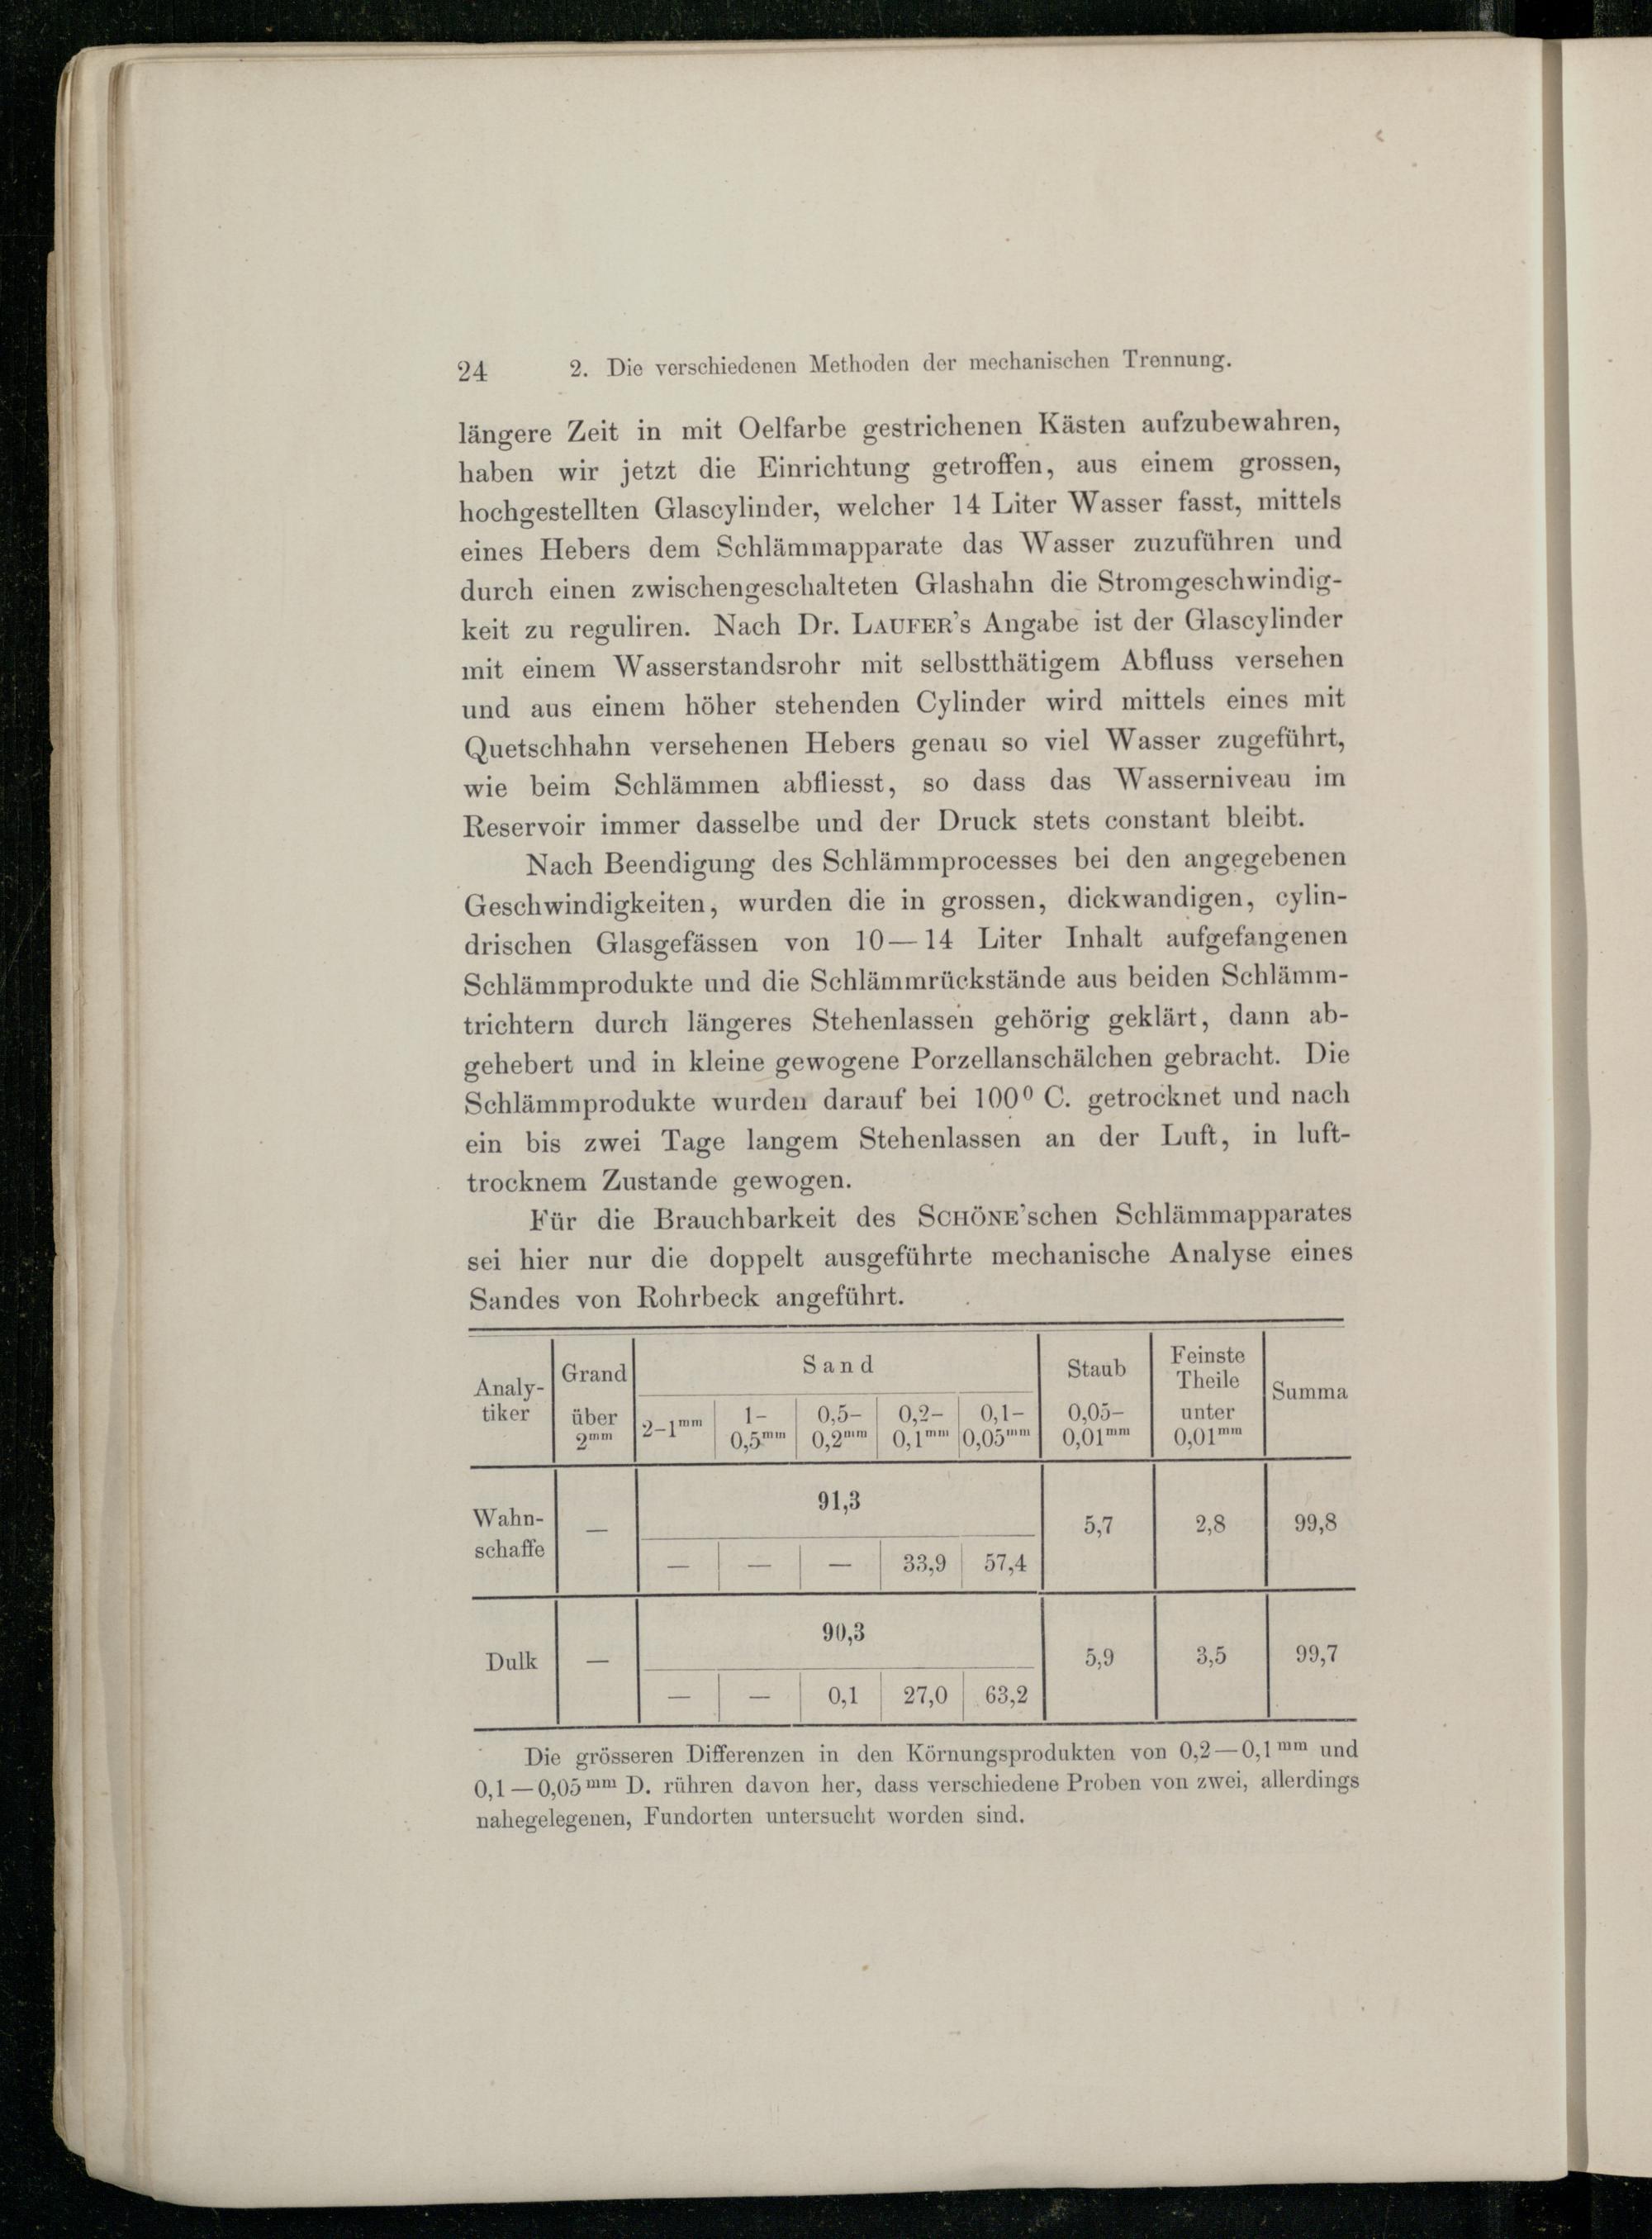 24 2. Die verschiedenen Methoden der mechanischen Trennung.
längere Zeit in mit Oelfarbe gestrichenen Kästen aufzubewahren,
haben wir jetzt die Einrichtung getroffen, aus einem grossen,
hochgestellten Glascylinder, welcher 14 Liter Wasser fasst, mittels
eines Hebers dem Schlämmapparate das Wasser zuzuführen und
durch einen zwischengeschalteten Glashahn die Stromgeschwindig-
keit zu reguliren. Nach Dr. LAUFER's Angabe ist der Glascylinder
mit einem Wasserstandsrohr mit selbstthätigem Abfluss versehen
und aus einem höher stehenden Cylinder wird mittels eines mit
Quetschhahn versehenen Hebers genau so viel Wasser zugeführt,
wie beim Schlämmen abfliesst, so dass das Wasserniveau im
Reservoir immer dasselbe und der Druck stets constant bleibt.
Nach Beendigung des Schlämmprocesses bei den angegebenen
Geschwindigkeiten, wurden die in grossen, dickwandigen, cylin-
drischen Glasgefässen von 10—14 Liter Inhalt aufgefangenen
Schlämmprodukte und die Schlämmrückstände aus beiden Schlämm-
trichtern durch längeres Stehenlassen gehörig geklärt, dann ab-
gehebert und in kleine gewogene Porzellanschälchen gebracht. Die
Schlämmprodukte wurden darauf bei 100⁰ C. getrocknet und nach
ein bis zwei Tage langem Stehenlassen an der Luft, in luft-
trocknem Zustande gewogen.
Für die Brauchbarkeit des SCHÖNE'schen Schlämmapparates
sei hier nur die doppelt ausgeführte mechanische Analyse eines
Sandes von Rohrbeck angeführt.
Analy-
tiker
Grand
über
2mm
Sand
2–1mm
1–
0,5mm
0,5–
0,2mm
0,2–
0,1mm
0,1–
0,05mm
Staub
0,05–
0,01mm
Feinste
Theile
unter
0,01mm
Summa
Wahn-
schaffe
—
91,3
— — — 33,9 57,4
5,7 2,8 99,8
Dulk
—
90,3
— — 0,1 27,0 63,2
5,9 3,5 99,7
Die grösseren Differenzen in den Körnungsprodukten von 0,2—0,1mm und
0,1—0,05mm D. rühren davon her, dass verschiedene Proben von zwei, allerdings
nahegelegenen, Fundorten untersucht worden sind.